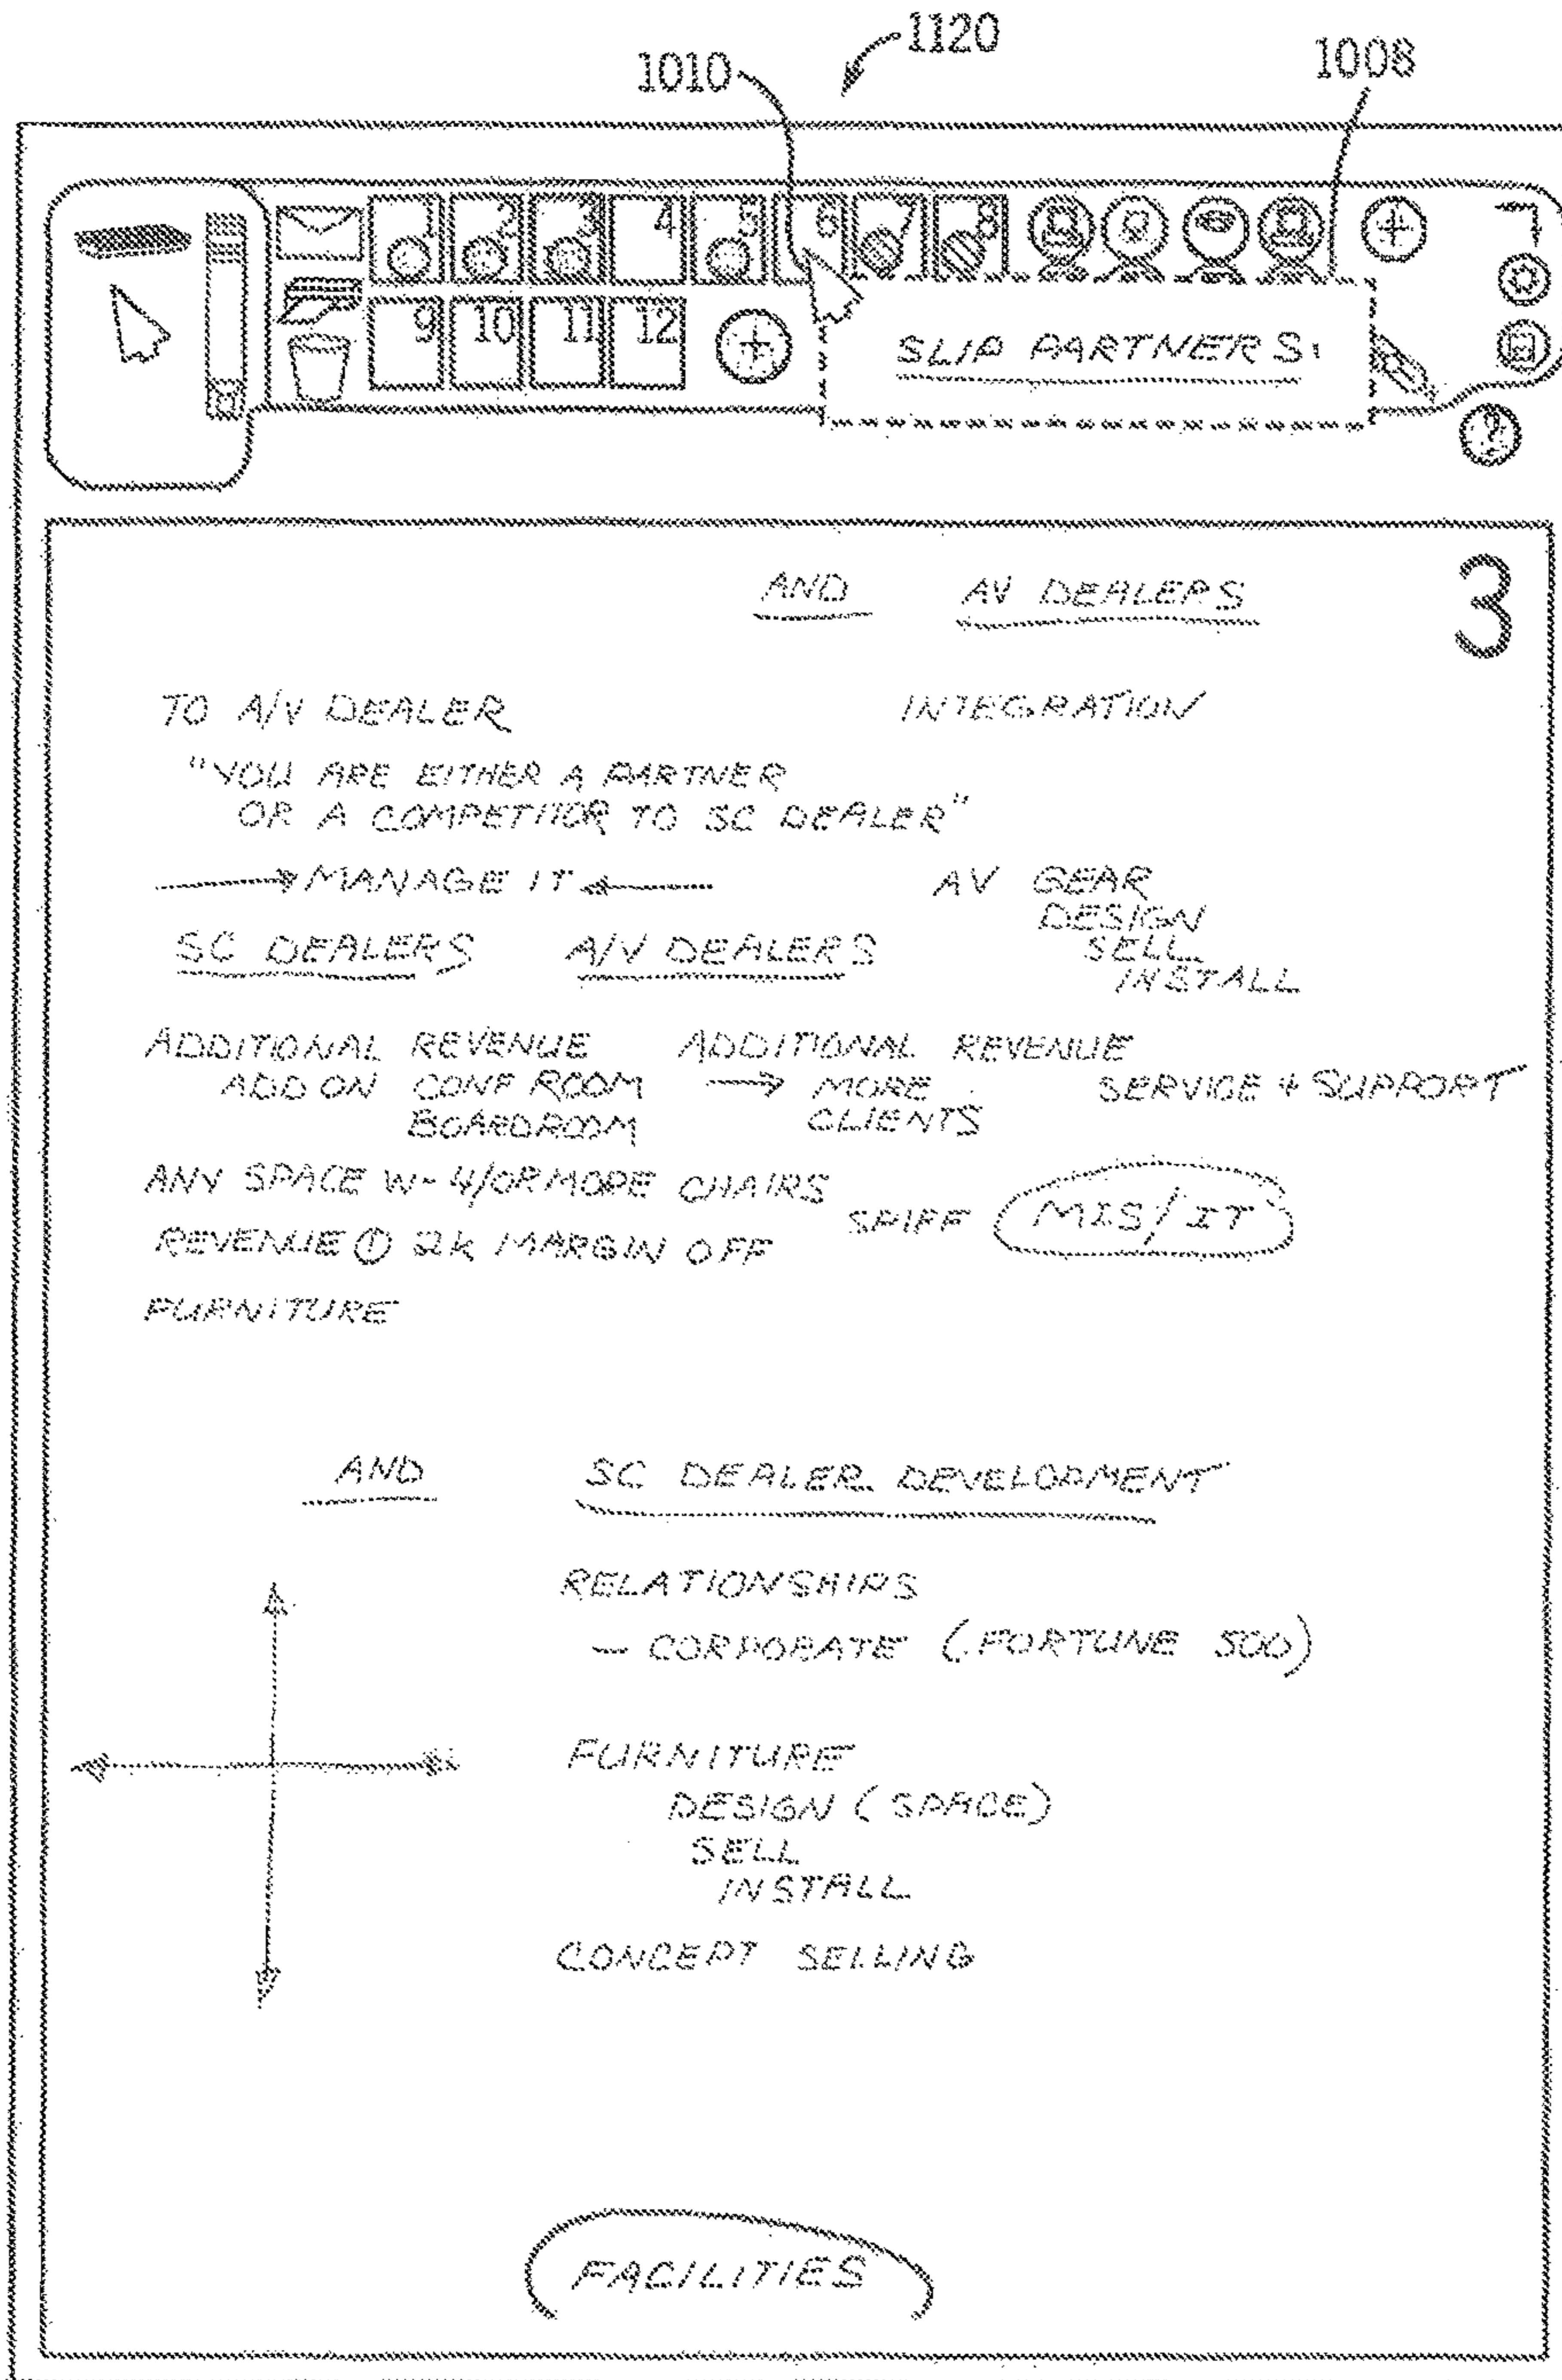 1010 1120 1008
1 2 3 4 5 6 7 8
9 10 11 12
SLIP PARTNERS
?
3
AND AV DEALERS
TO A/V DEALER INTEGRATION
"YOU ARE EITHER A PARTNER
OR A COMPETITOR TO SC DEALER"
MANAGE IT AV GEAR
DESIGN
SC DEALERS A/V DEALERS SELL
INSTALL
ADDITIONAL REVENUE ADDITIONAL REVENUE
ADD ON CONF ROOM → MORE SERVICE + SUPPORT
BOARDROOM CLIENTS
ANY SPACE W- 4/OR MORE CHAIRS
SPIFF MIS/IT
REVENUE ① MARGIN OFF
FURNITURE
AND SC DEALER DEVELOPMENT
RELATIONSHIPS
— CORPORATE (FORTUNE 500)
FURNITURE
DESIGN (SPACE)
SELL
INSTALL
CONCEPT SELLING
FACILITIES